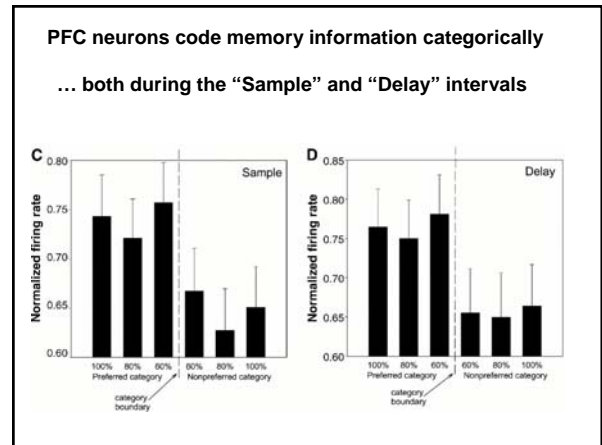 PFC neurons code memory information categorically
… both during the “Sample” and “Delay” intervals
C
Sample
Normalized firing rate
0.80
0.75
0.70
0.65
0.60
100% 80% 60% 60% 80% 100%
Preferred category Nonpreferred category
category
boundary
D
Delay
Normalized firing rate
0.85
0.80
0.75
0.70
0.65
0.60
100% 80% 60% 60% 80% 100%
Preferred category Nonpreferred category
category
boundary